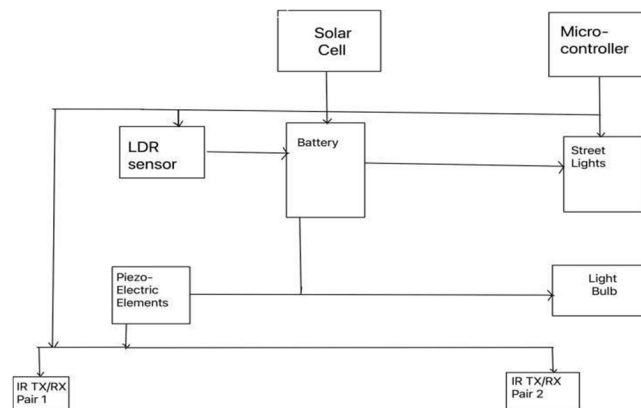 Solar
Cell
Micro-
controller
LDR
sensor
Battery
Street
Lights
Piezo-
Electric
Elements
Light
Bulb
IR TX/RX
Pair 1
IR TX/RX
Pair 2